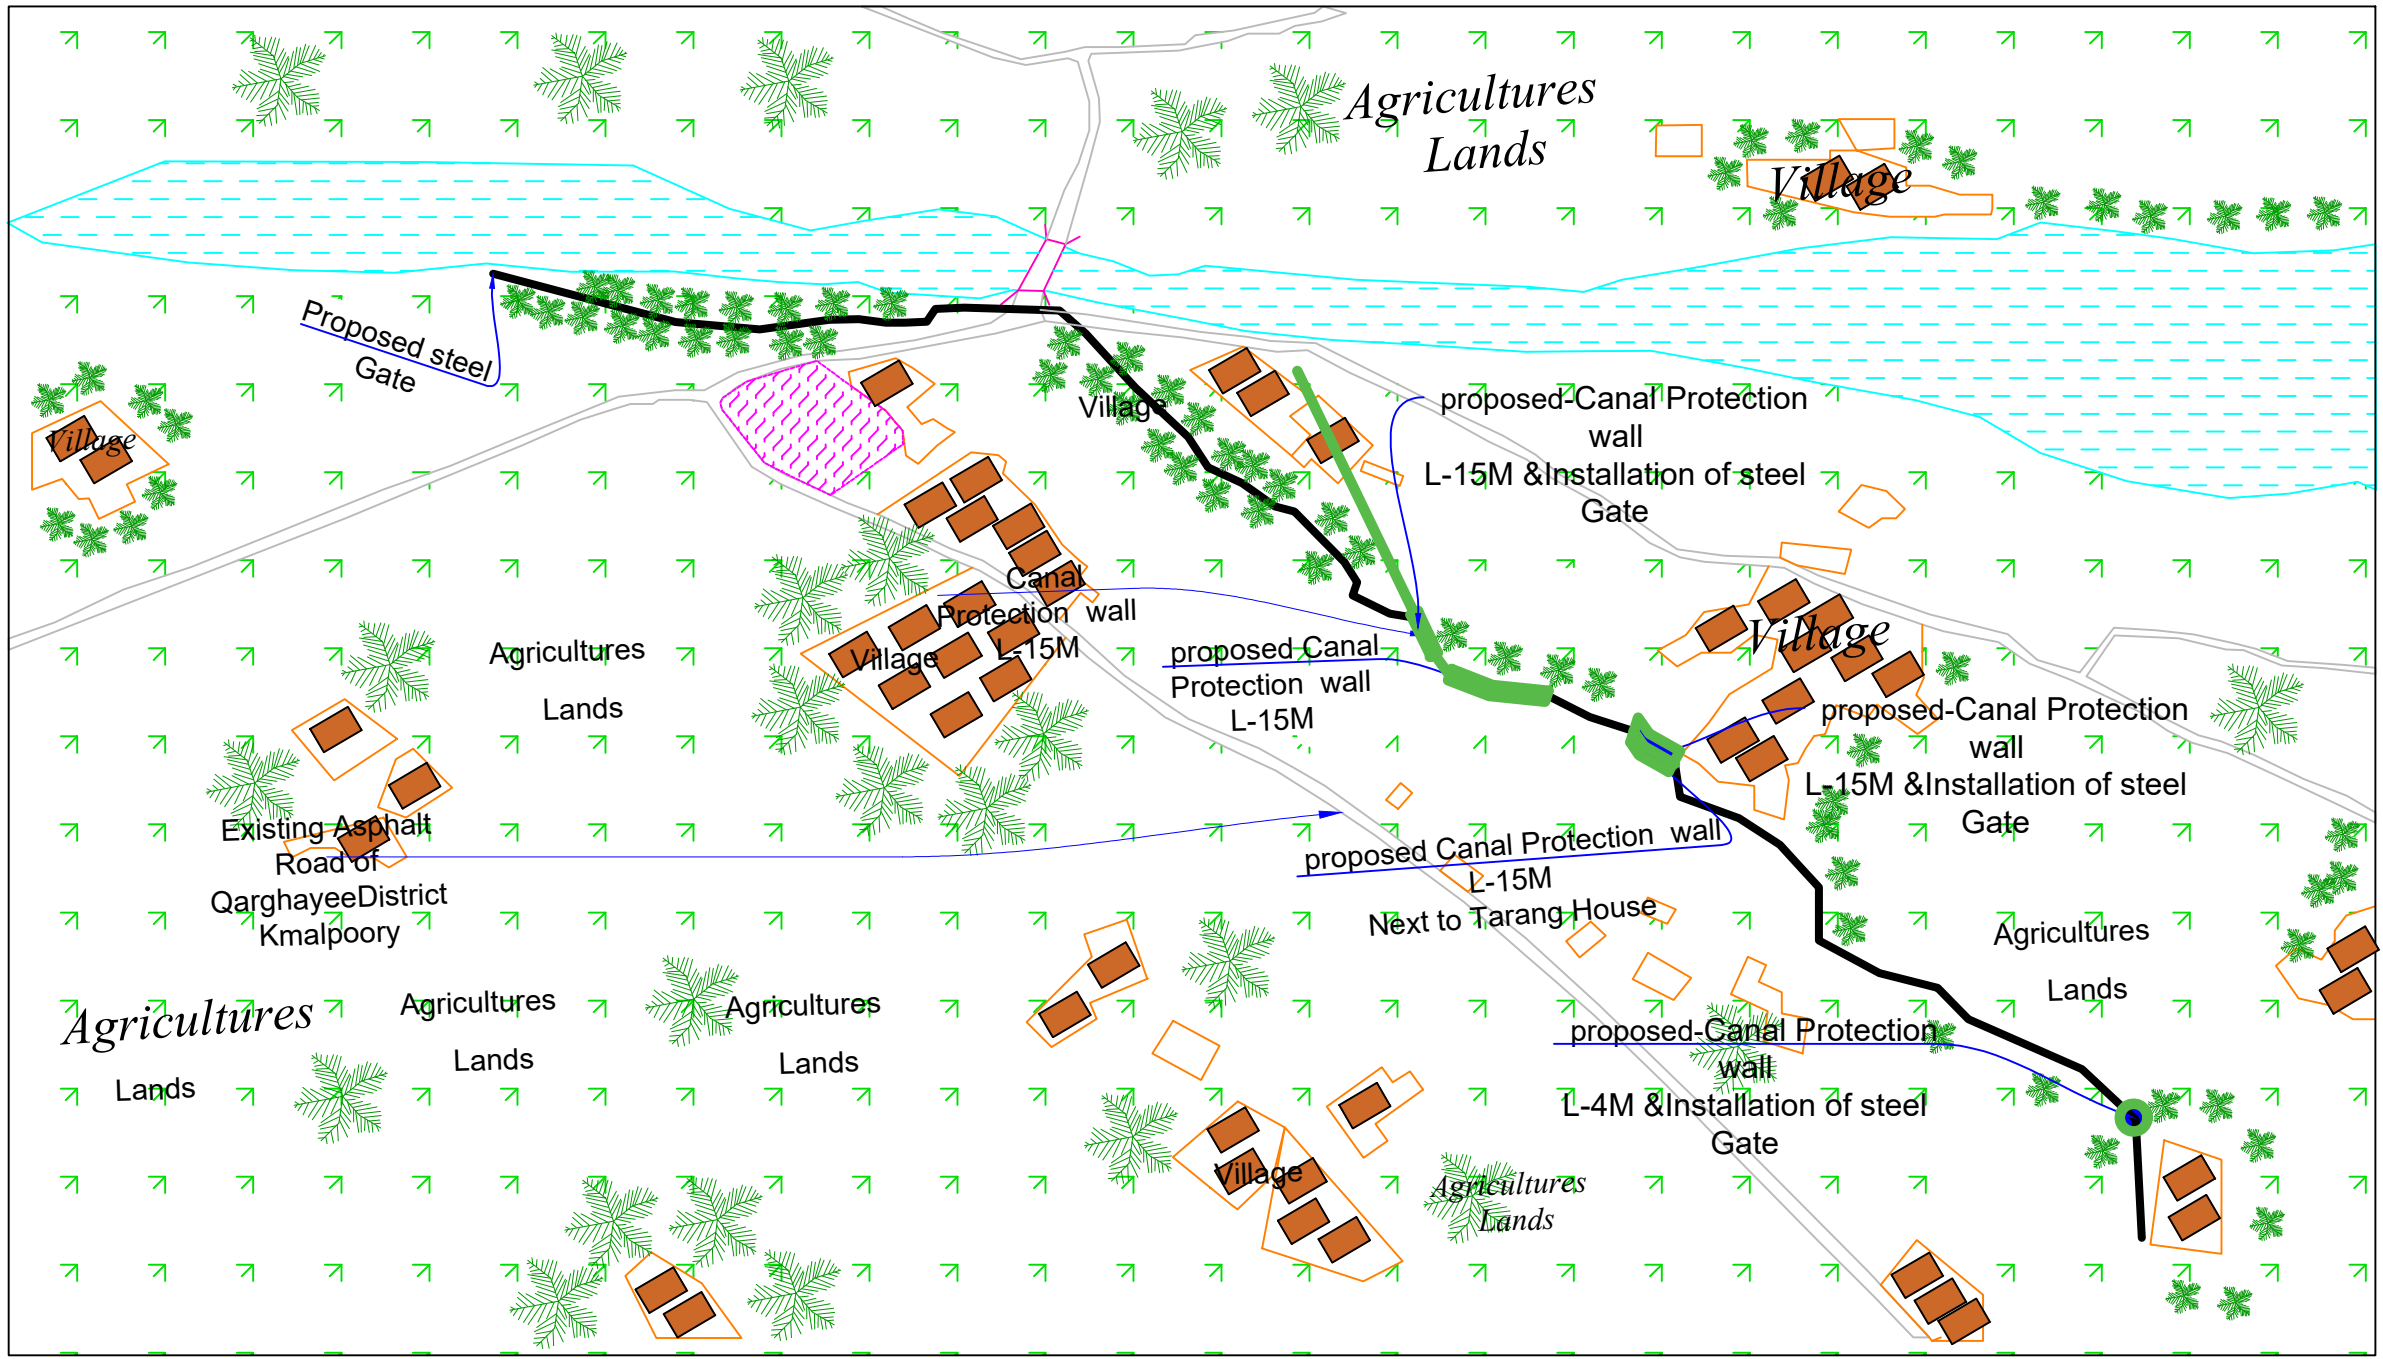 Agricultures
Lands
Village
Proposed steel
Gate
Village
Village
proposed-Canal Protection
wall
L-15M &Installation of steel
Gate
Canal
Protection wall
L-15M
Village
Agricultures
Lands
proposed Canal
Protection wall
L-15M
Village
proposed-Canal Protection
wall
L-15M &Installation of steel
Gate
Existing Asphalt
Road of
QarghayeeDistrict
Kmalpoory
proposed Canal Protection wall
L-15M
Next to Tarang House
Agricultures
Lands
Agricultures
Lands
Agricultures
Lands
Agricultures
Lands
proposed-Canal Protection
wall
L-4M &Installation of steel
Gate
Village
Agricultures
Lands